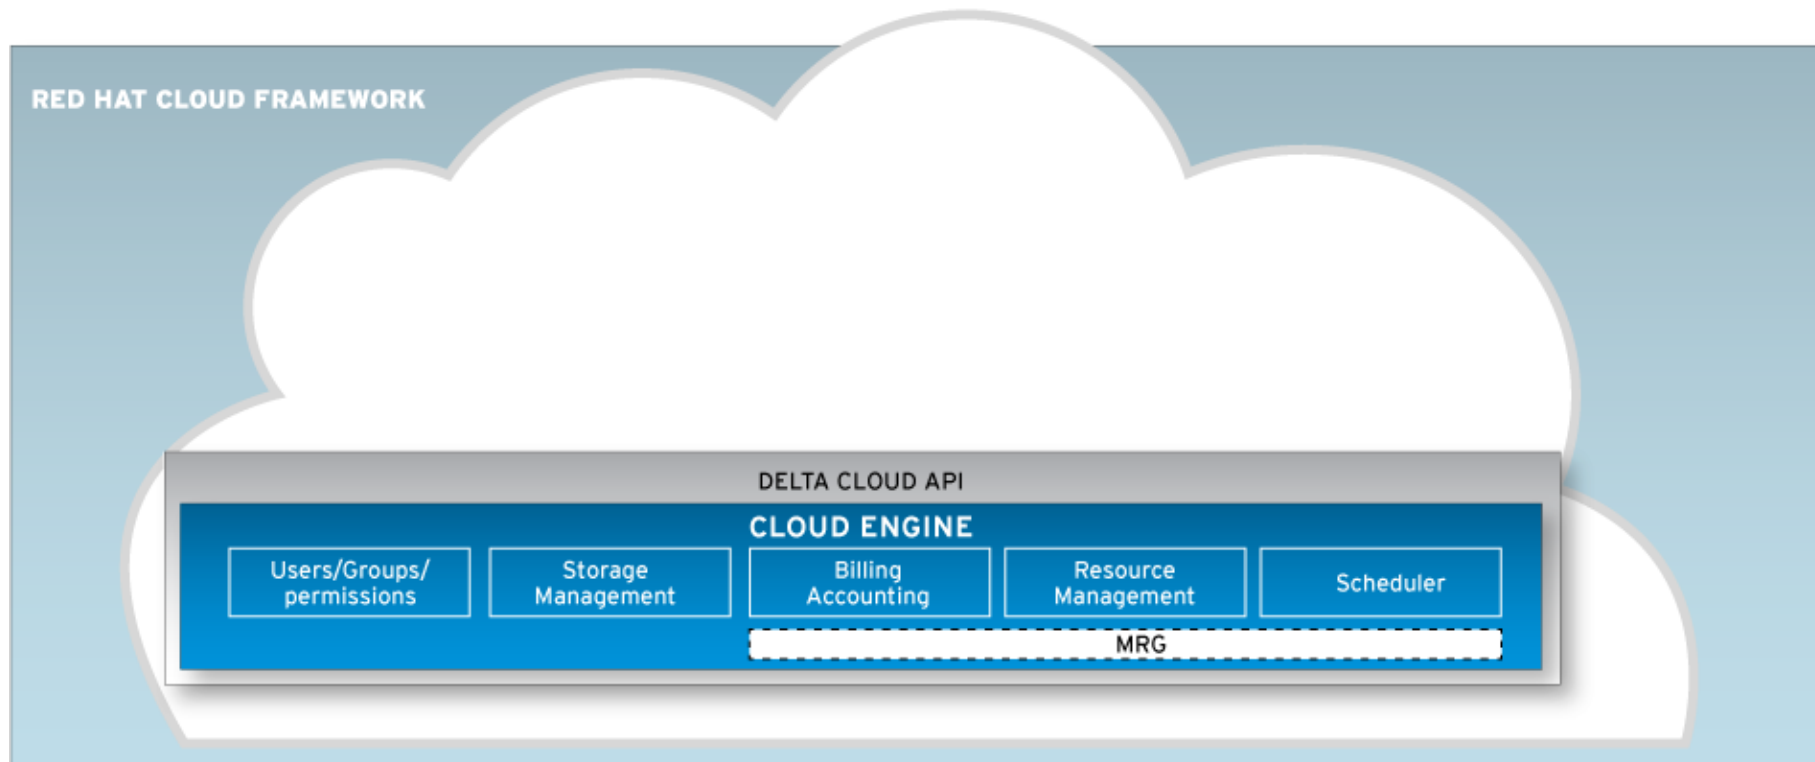 RED HAT CLOUD FRAMEWORK
DELTA CLOUD API
CLOUD ENGINE
Users/Groups/
permissions
Storage
Management
Billing
Accounting
Resource
Management
Scheduler
MRG